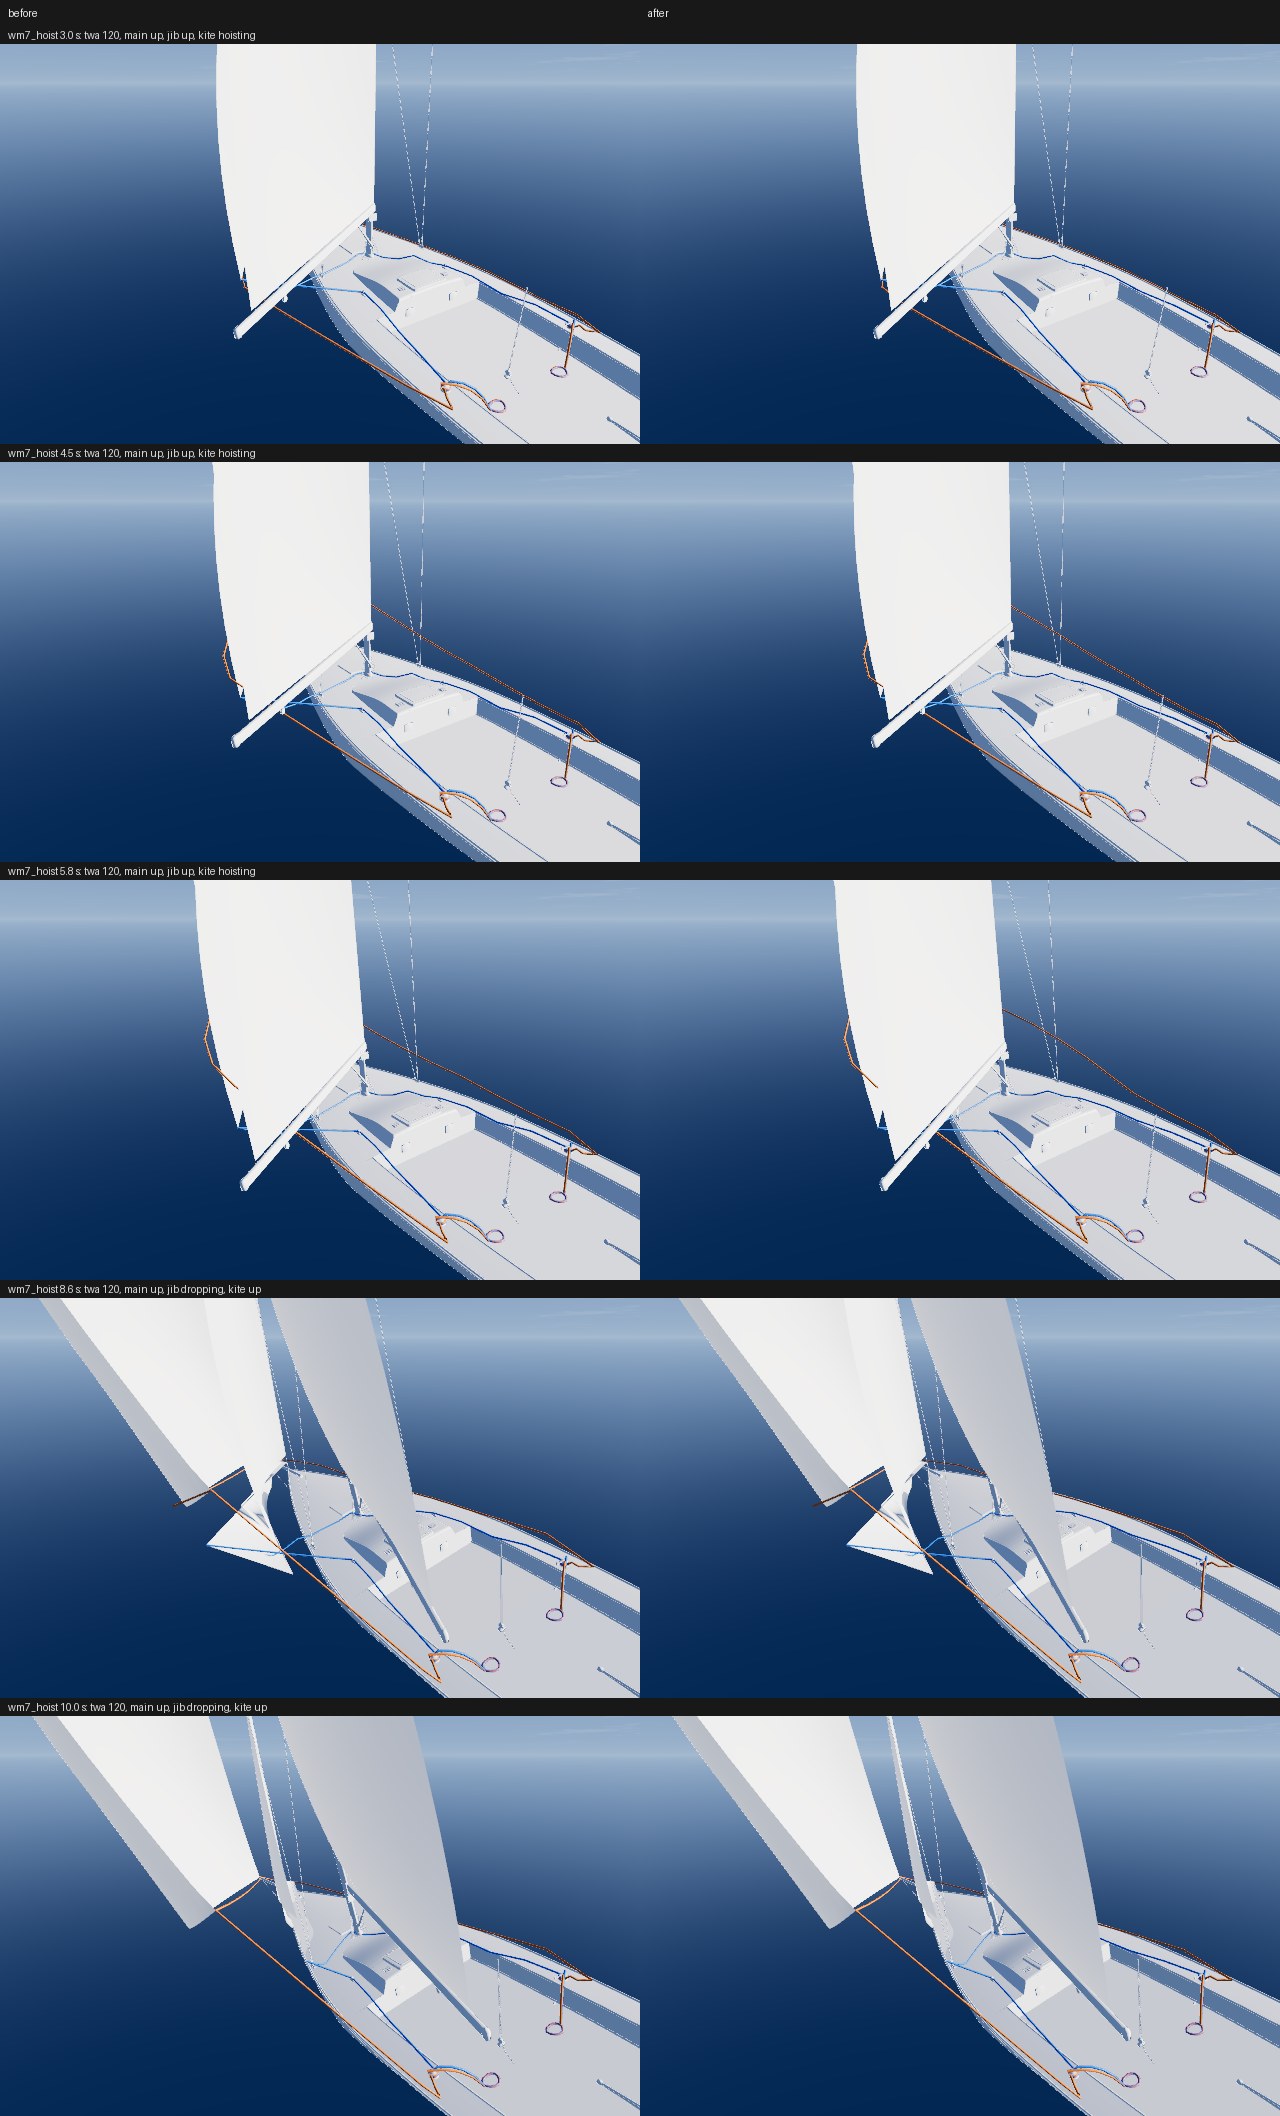 before after
wm7_hoist 3.0 s: twa 120, main up, jib up, kite hoisting
wm7_hoist 4.5 s: twa 120, main up, jib up, kite hoisting
wm7_hoist 5.8 s: twa 120, main up, jib up, kite hoisting
wm7_hoist 8.6 s: twa 120, main up, jib dropping, kite up
wm7_hoist 10.0 s: twa 120, main up, jib dropping, kite up